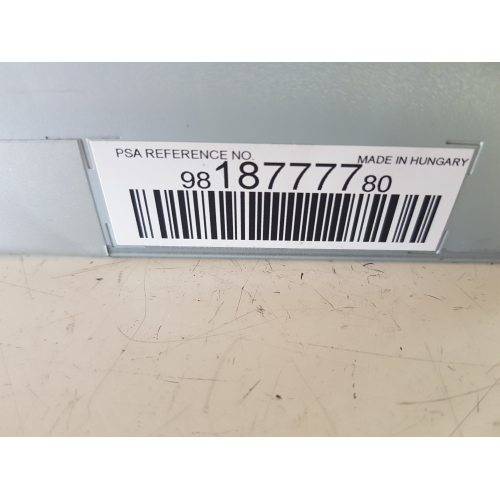 PSA REFERENCE NO. MADE IN HUNGARY
9818777780